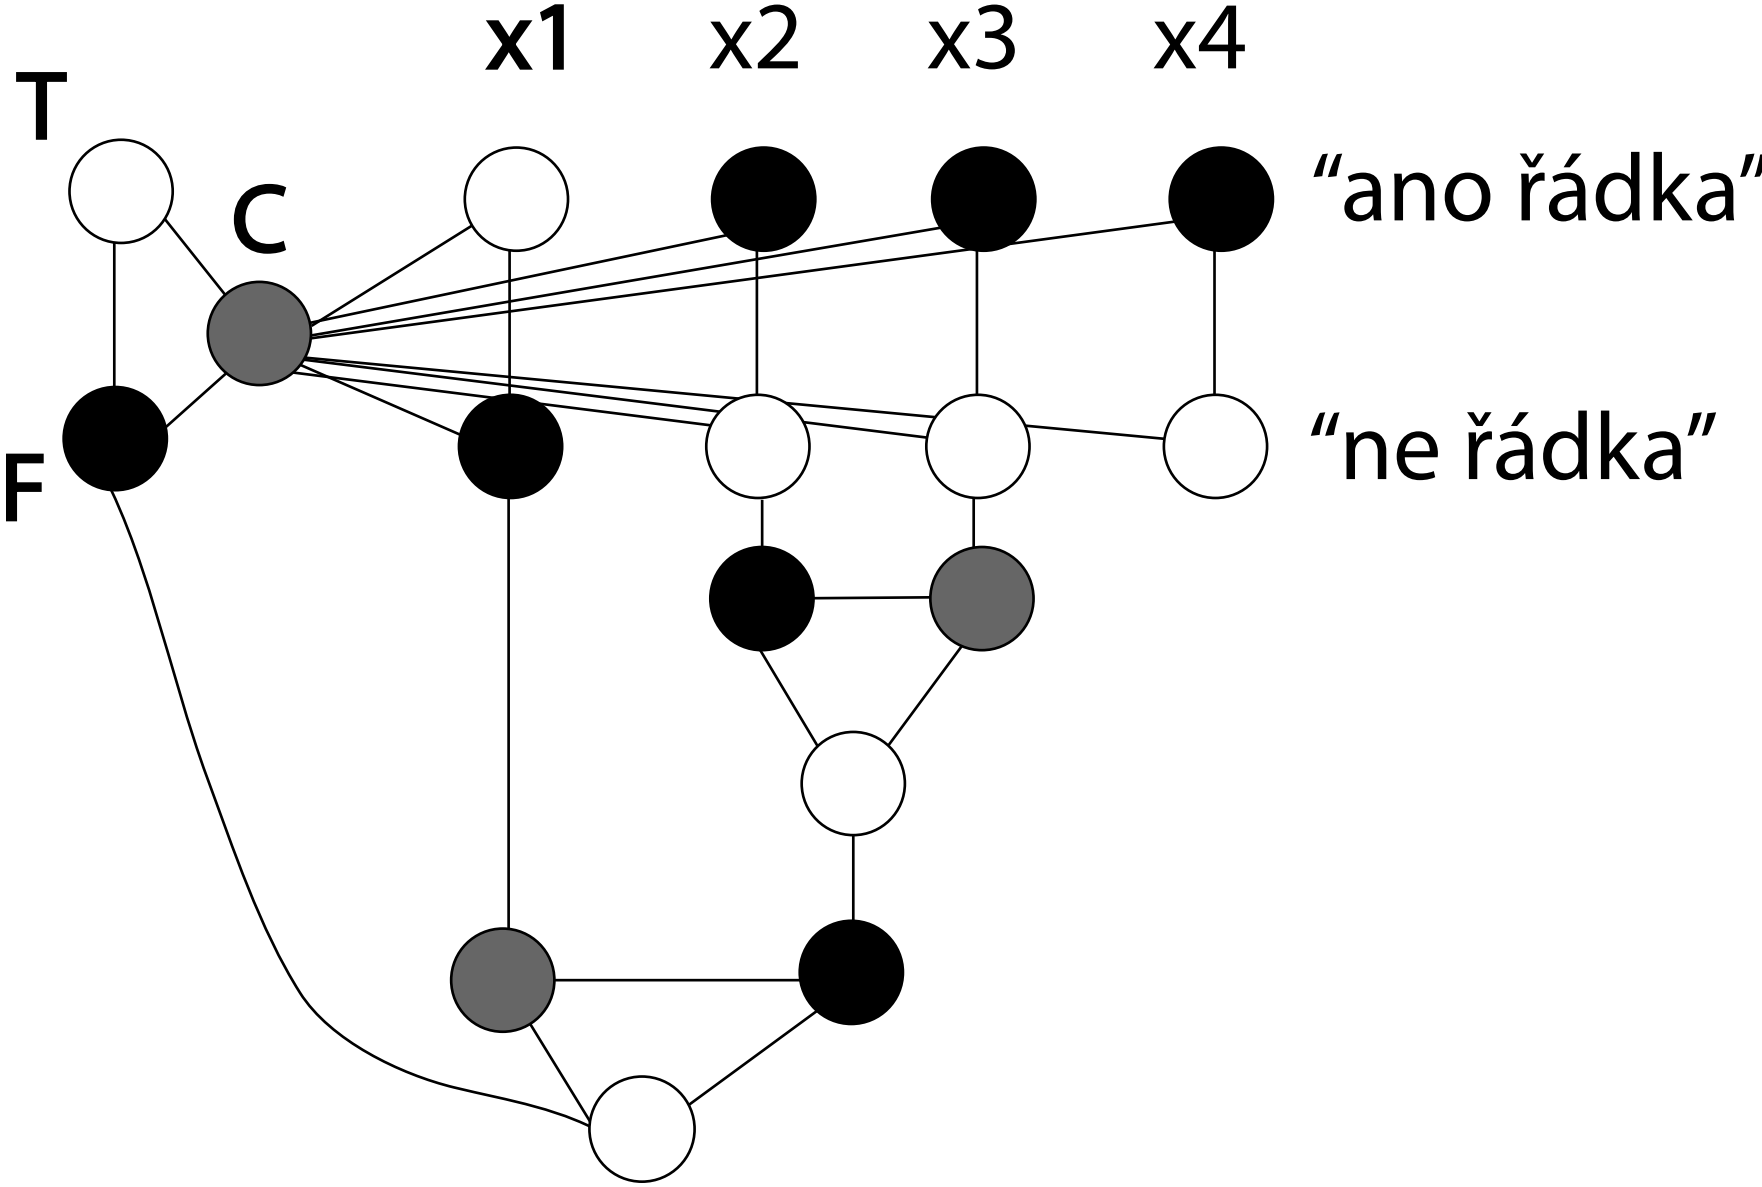 x1 x2 x3 x4
T
C
“ano řádka”
F
“ne řádka”